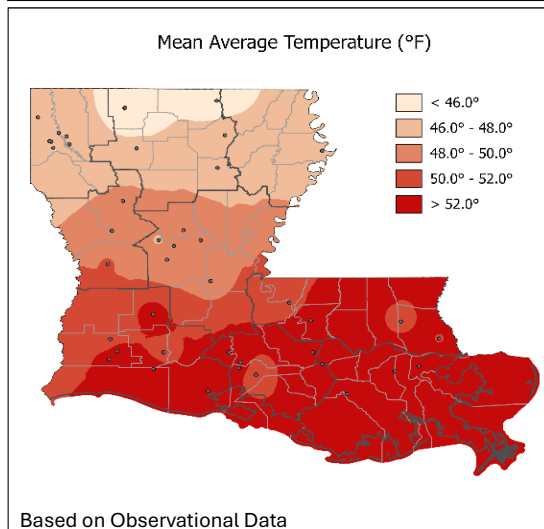 Mean Average Temperature (°F)
< 46.0°
46.0° - 48.0°
48.0° - 50.0°
50.0° - 52.0°
> 52.0°
Based on Observational Data